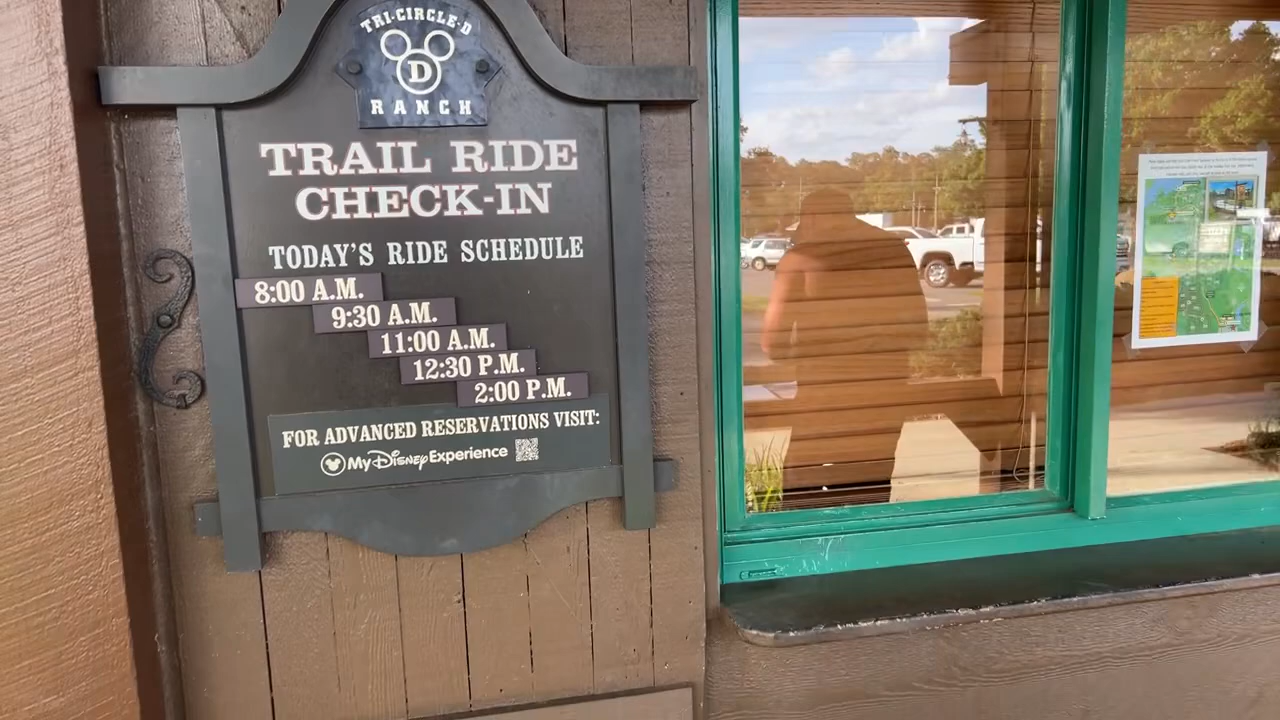 TRI-CIRCLE-D
D
RANCH
TRAIL RIDE
CHECK-IN
TODAY'S RIDE SCHEDULE
8:00 A.M.
9:30 A.M.
11:00 A.M.
12:30 P.M.
2:00 P.M.
FOR ADVANCED RESERVATIONS VISIT:
My Disney Experience